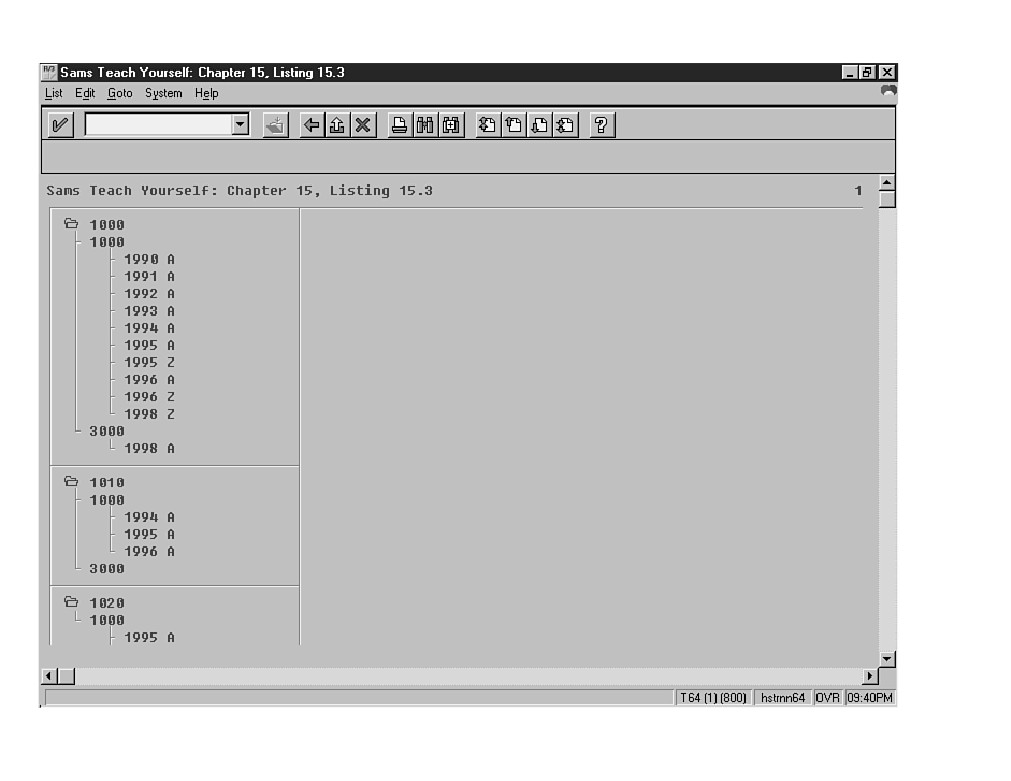 Sams Teach Yourself: Chapter 15, Listing 15.3
List Edit Goto System Help
Sams Teach Yourself: Chapter 15, Listing 15.3 1
1000
1000
1990 A
1991 A
1992 A
1993 A
1994 A
1995 A
1995 Z
1996 A
1996 Z
1998 Z
3000
1998 A
1010
1000
1994 A
1995 A
1996 A
3000
1020
1000
1995 A
T64 (1) (800) hstrnn64 OVR 09:40PM